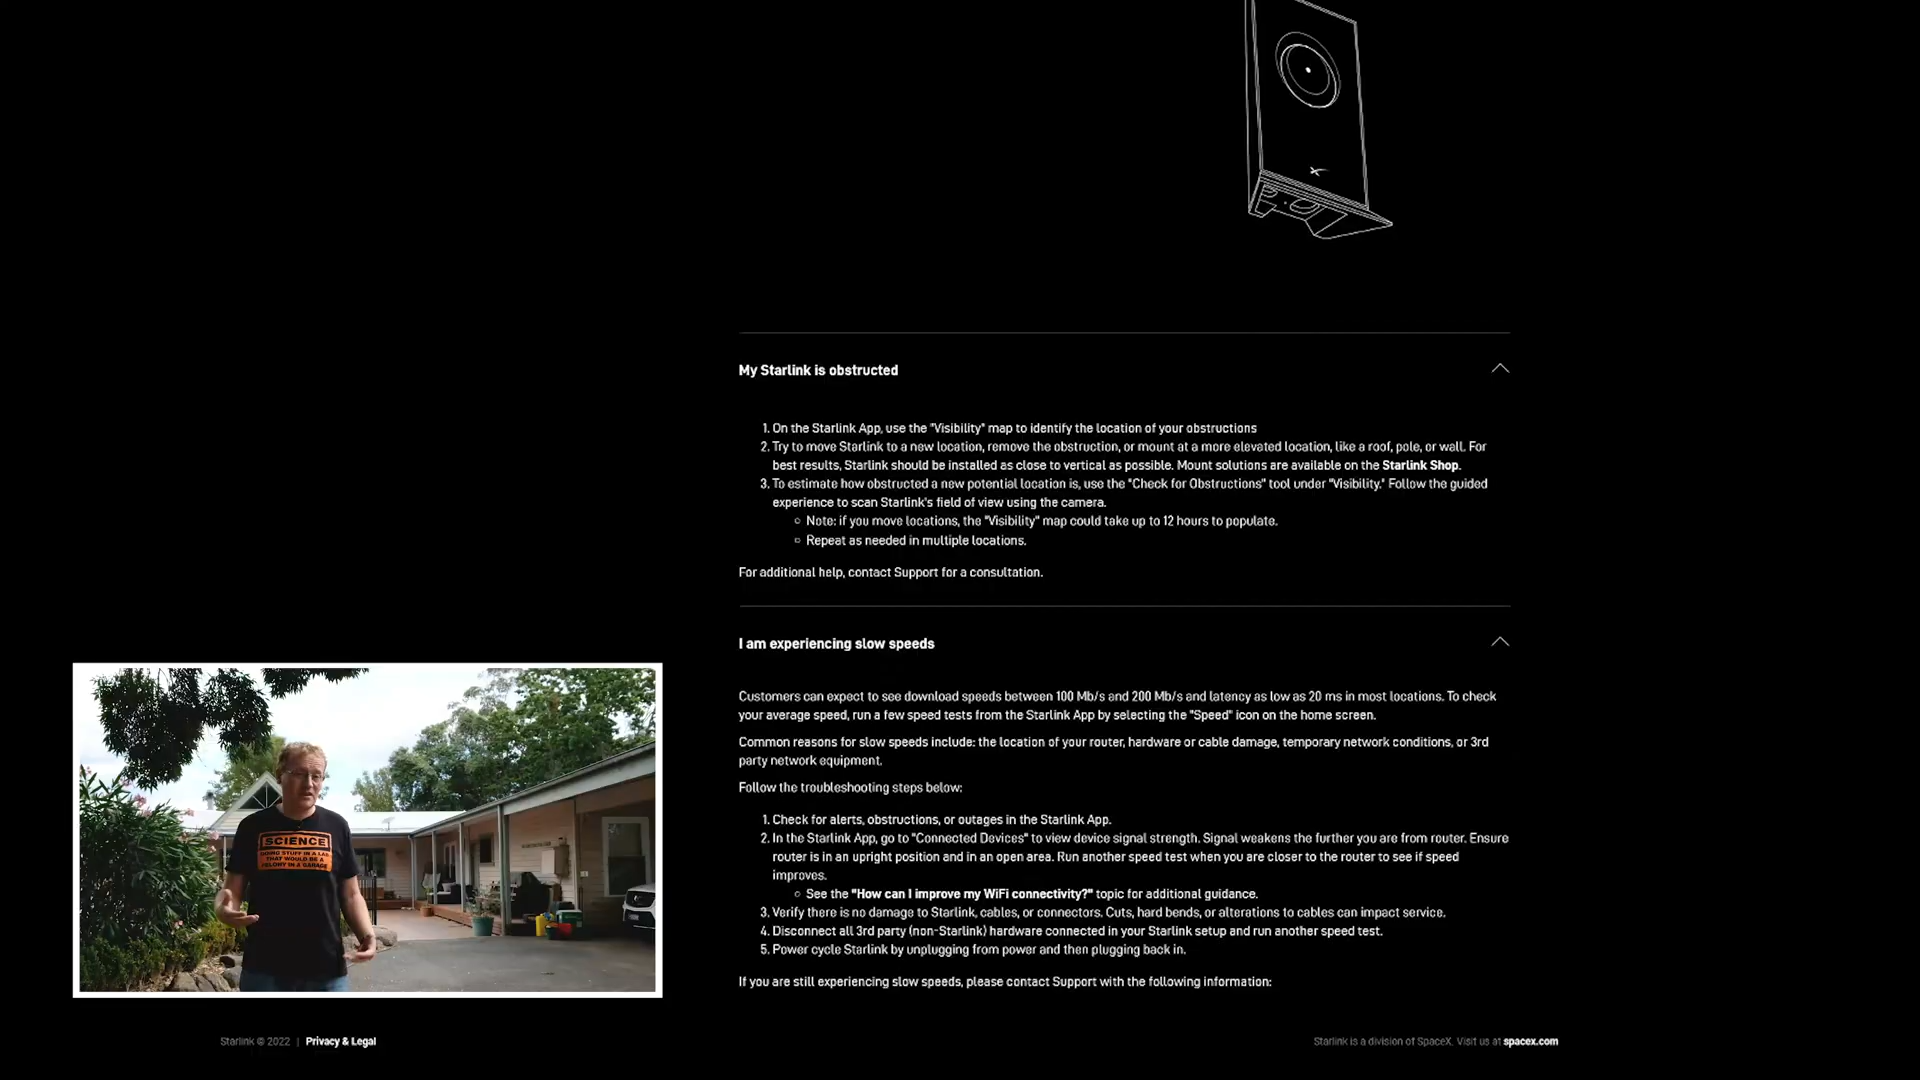 My Starlink is obstructed
1. On the Starlink App, use the "Visibility" map to identify the location of your obstructions
2. Try to move Starlink to a new location, remove the obstruction, or mount at a more elevated location, like a roof, pole, or wall. For
best results, Starlink should be installed as close to vertical as possible. Mount solutions are available on the Starlink Shop.
3. To estimate how obstructed a new potential location is, use the "Check for Obstructions" tool under "Visibility." Follow the guided
experience to scan Starlink's field of view using the camera.
Note: if you move locations, the "Visibility" map could take up to 12 hours to populate.
Repeat as needed in multiple locations.
For additional help, contact Support for a consultation.
I am experiencing slow speeds
Customers can expect to see download speeds between 100 Mb/s and 200 Mb/s and latency as low as 20 ms in most locations. To check
your average speed, run a few speed tests from the Starlink App by selecting the "Speed" icon on the home screen.
Common reasons for slow speeds include: the location of your router, hardware or cable damage, temporary network conditions, or 3rd
party network equipment.
Follow the troubleshooting steps below:
1. Check for alerts, obstructions, or outages in the Starlink App.
2. In the Starlink App, go to "Connected Devices" to view device signal strength. Signal weakens the further you are from router. Ensure
router is in an upright position and in an open area. Run another speed test when you are closer to the router to see if speed
improves.
See the "How can I improve my WiFi connectivity?" topic for additional guidance.
3. Verify there is no damage to Starlink, cables, or connectors. Cuts, hard bends, or alterations to cables can impact service.
4. Disconnect all 3rd party (non-Starlink) hardware connected in your Starlink setup and run another speed test.
5. Power cycle Starlink by unplugging from power and then plugging back in.
If you are still experiencing slow speeds, please contact Support with the following information:
SCIENCE
DOING STUFF IN A LAB
THAT WOULD BE A
FELONY IN A GARAGE
Starlink © 2022 | Privacy & Legal
Starlink is a division of SpaceX. Visit us at spacex.com